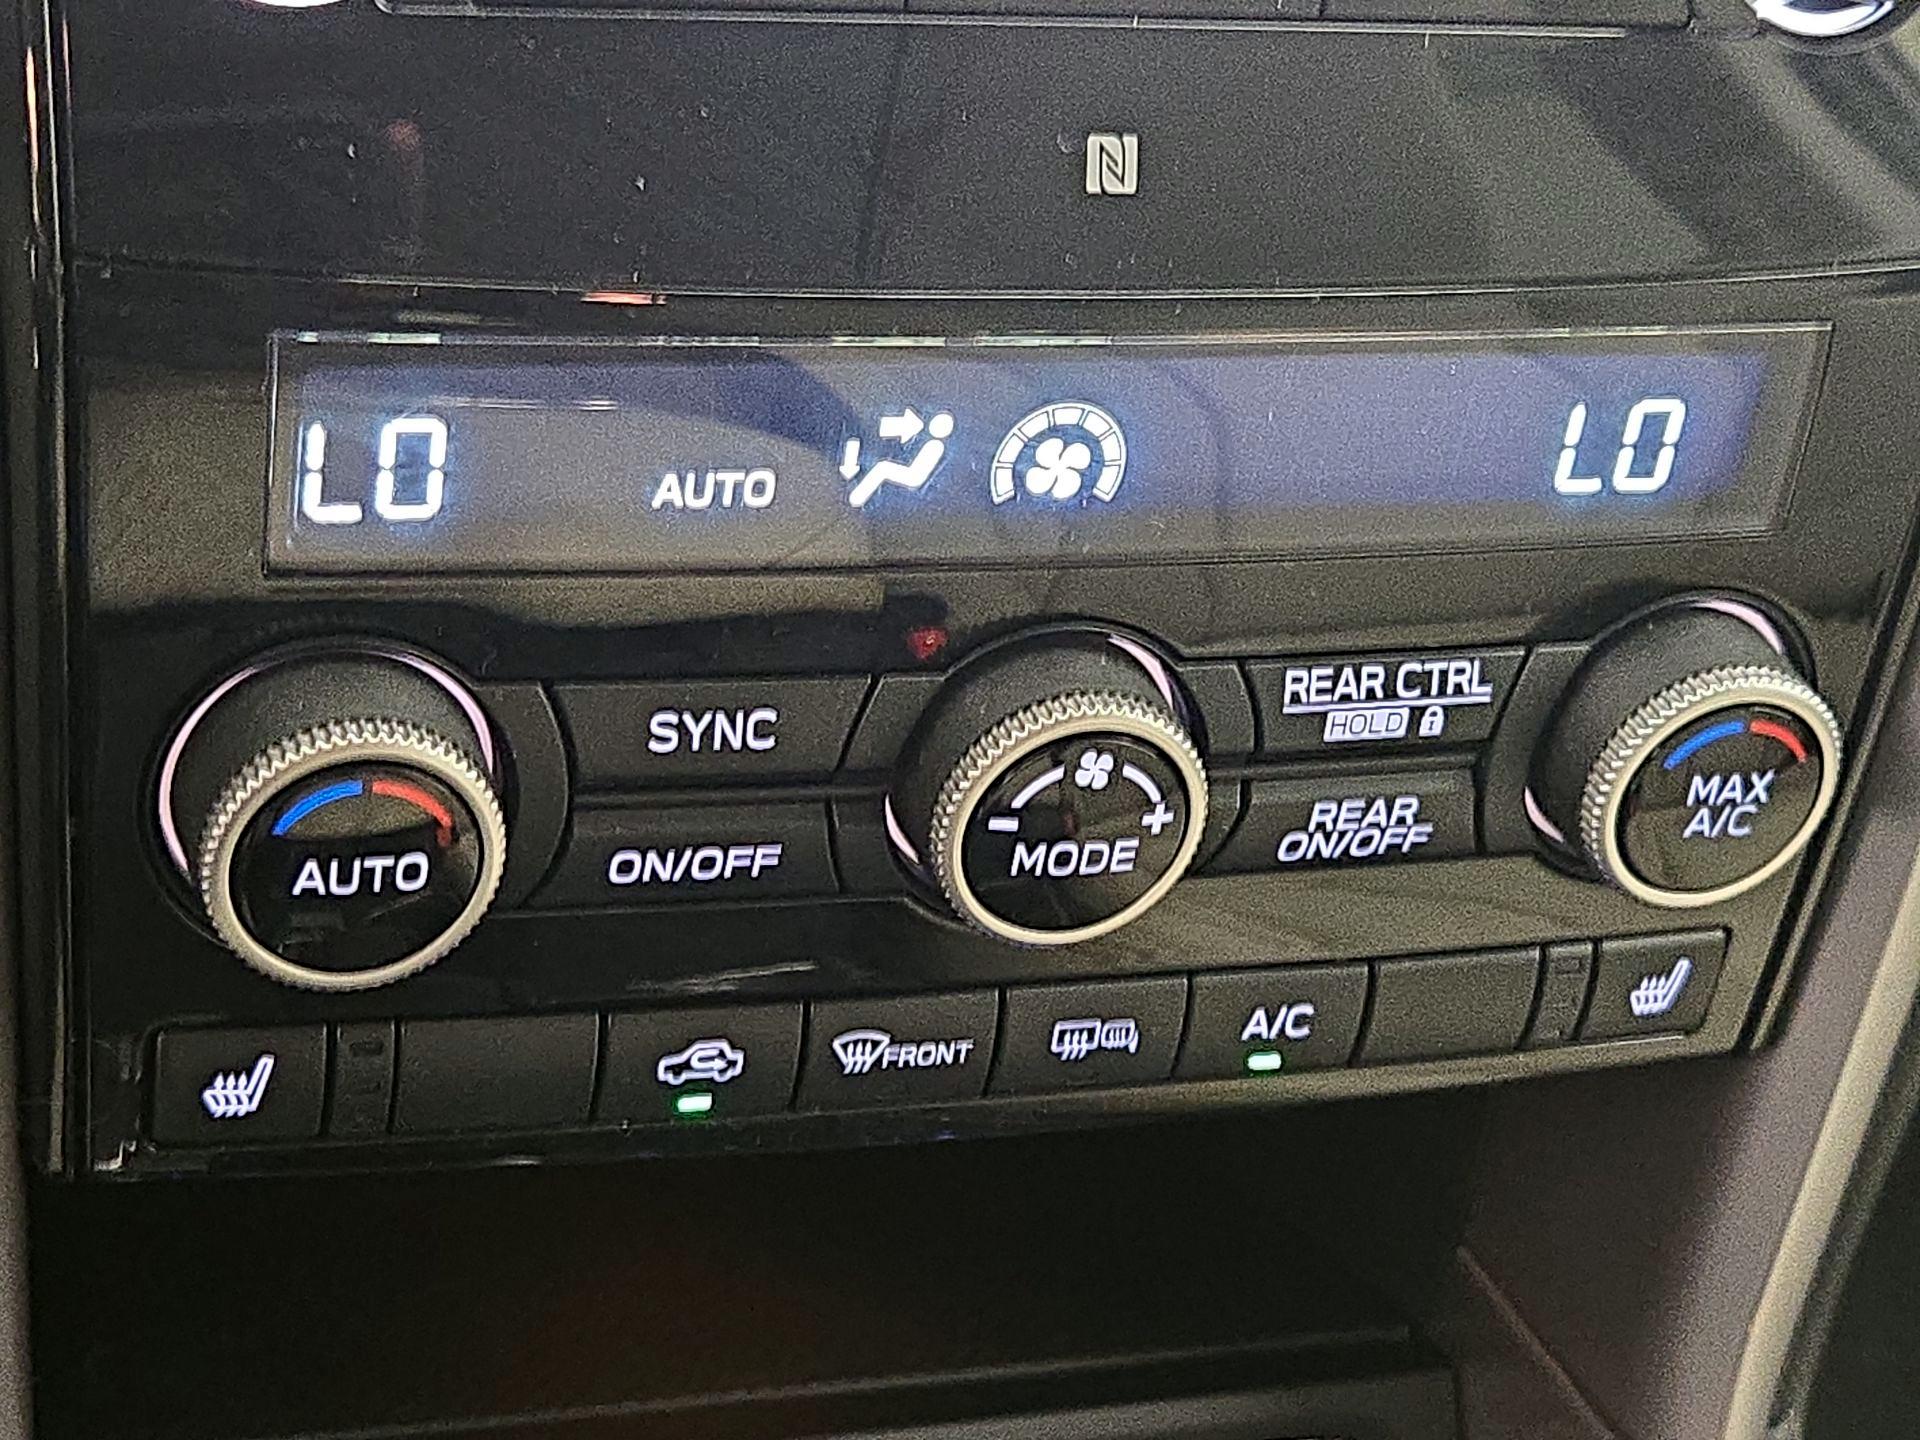 LO AUTO LO
SYNC
REAR CTRL
HOLD
MAX
A/C
AUTO
ON/OFF
- +
MODE
REAR
ON/OFF
FRONT
A/C